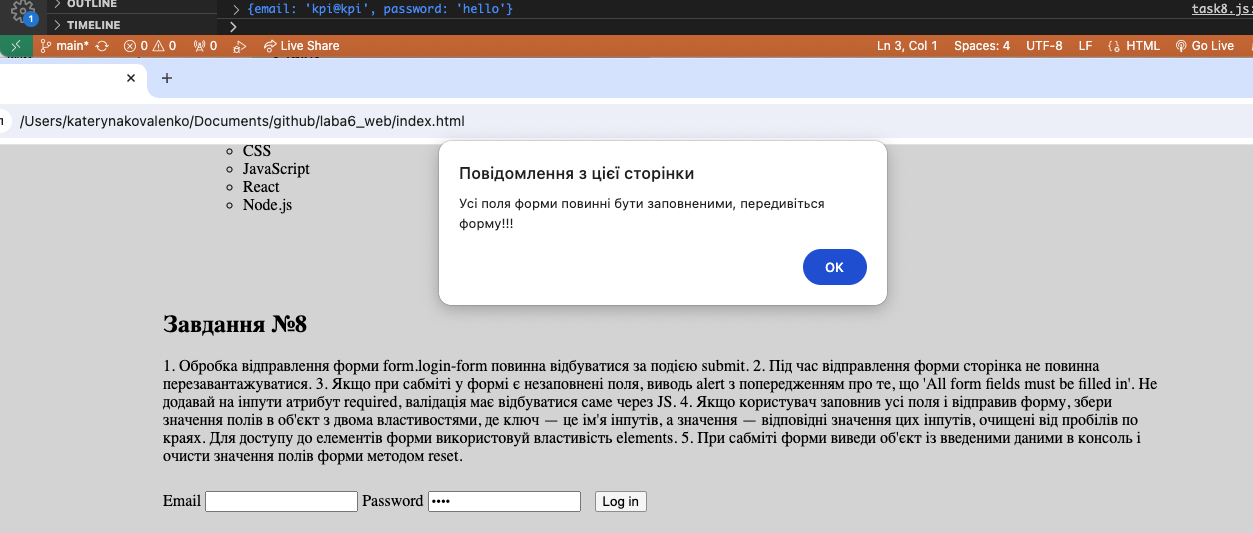 OUTLINE
TIMELINE
1
{email: 'kpi@kpi', password: 'hello'}
task8.js:
main*
0 0
0
Live Share
Ln 3, Col 1 Spaces: 4 UTF-8 LF HTML Go Live
/Users/katerynakovalenko/Documents/github/laba6_web/index.html
CSS
JavaScript
React
Node.js
Повідомлення з цієї сторінки
Усі поля форми повинні бути заповненими, передивіться
форму!!!
OK
Завдання №8
1. Обробка відправлення форми form.login-form повинна відбуватися за подією submit. 2. Під час відправлення форми сторінка не повинна
перезавантажуватися. 3. Якщо при сабміті у формі є незаповнені поля, виводь alert з попередженням про те, що 'All form fields must be filled in'. Не
додавай на інпути атрибут required, валідація має відбуватися саме через JS. 4. Якщо користувач заповнив усі поля і відправив форму, збери
значення полів в об'єкт з двома властивостями, де ключ — це ім'я інпутів, а значення — відповідні значення цих інпутів, очищені від пробілів по
краях. Для доступу до елементів форми використовуй властивість elements. 5. При сабміті форми виведи об'єкт із введеними даними в консоль і
очисти значення полів форми методом reset.
Email Password •••• Log in